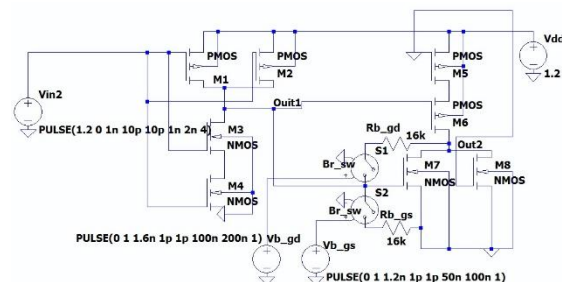 PMOS
M1
PMOS
M2
PMOS
M5
Vdd
1.2
Vin2
PULSE(1.2 0 1n 10p 10p 1n 2n 4)
Ouit1
PMOS
M6
M3
NMOS
Rb_gd
16k
S1
Out2
Br_sw
M7
NMOS
M8
NMOS
M4
NMOS
S2
Br_sw
Rb_gs
16k
PULSE(0 1 1.6n 1p 1p 100n 200n 1)
Vb_gd
Vb_gs
PULSE(0 1 1.2n 1p 1p 50n 100n 1)